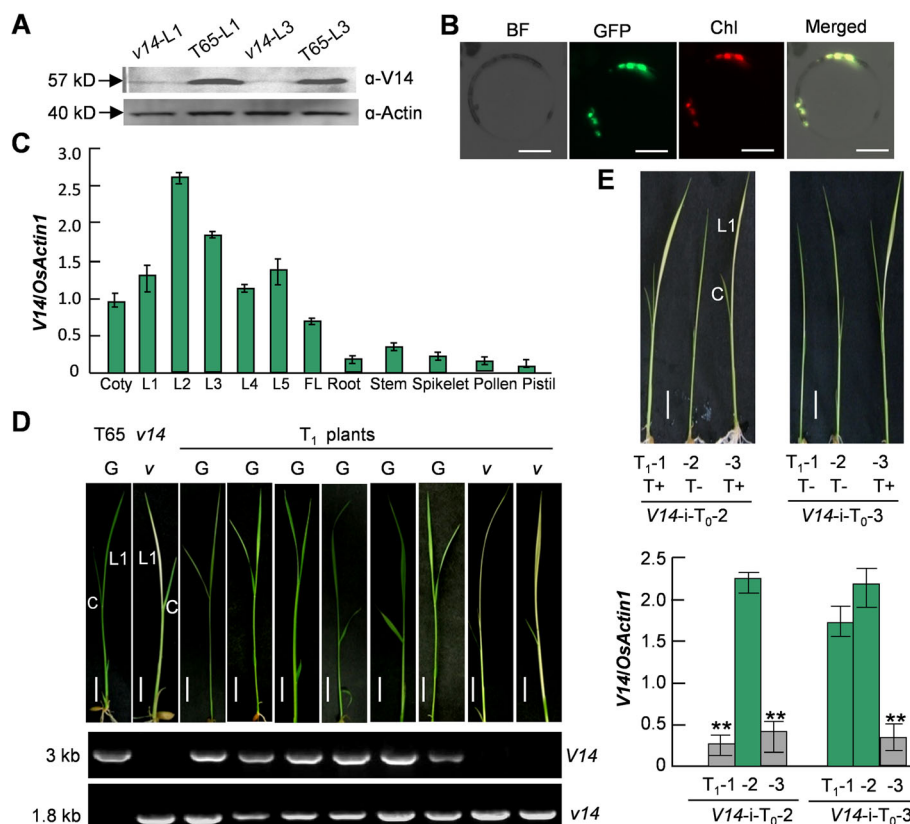 A
v14-L1 T65-L1 v14-L3 T65-L3
57 kD α-V14
40 kD α-Actin
B
BF GFP Chl Merged
C
V14/OsActin1
3.0
2.5
2.0
1.5
1.0
0.5
0
Coty L1 L2 L3 L4 L5 FL Root Stem Spikelet Pollen Pistil
D
T65 v14 T1 plants
G v G G G G G G v v
L1 L1
C C
3 kb V14
1.8 kb v14
E
L1
C
T1-1 -2 -3 T1-1 -2 -3
T+ T- T+ T- T- T+
V14-i-T0-2 V14-i-T0-3
V14/OsActin1
2.5
2.0
1.5
1.0
0.5
0
** ** **
T1-1 -2 -3 T1-1 -2 -3
V14-i-T0-2 V14-i-T0-3